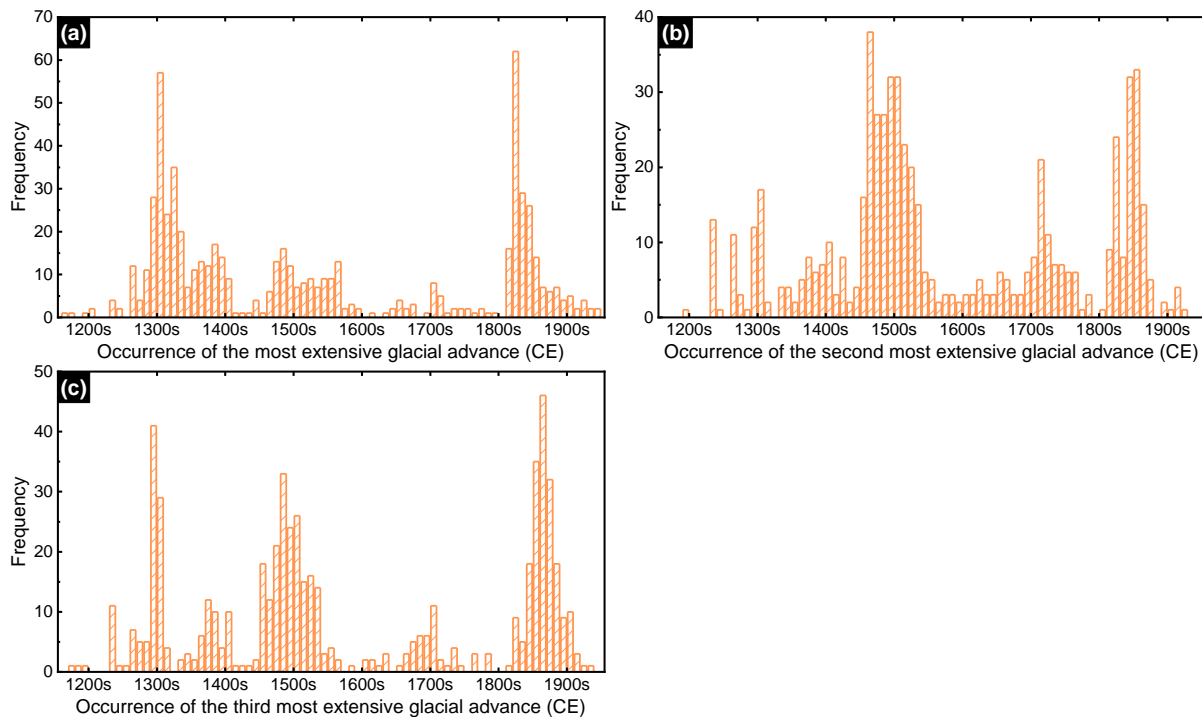 (a)
70
60
50
40
30
20
10
0
Frequency
1200s 1300s 1400s 1500s 1600s 1700s 1800s 1900s
Occurrence of the most extensive glacial advance (CE)
(b)
40
30
20
10
0
Frequency
1200s 1300s 1400s 1500s 1600s 1700s 1800s 1900s
Occurrence of the second most extensive glacial advance (CE)
(c)
50
40
30
20
10
0
Frequency
1200s 1300s 1400s 1500s 1600s 1700s 1800s 1900s
Occurrence of the third most extensive glacial advance (CE)